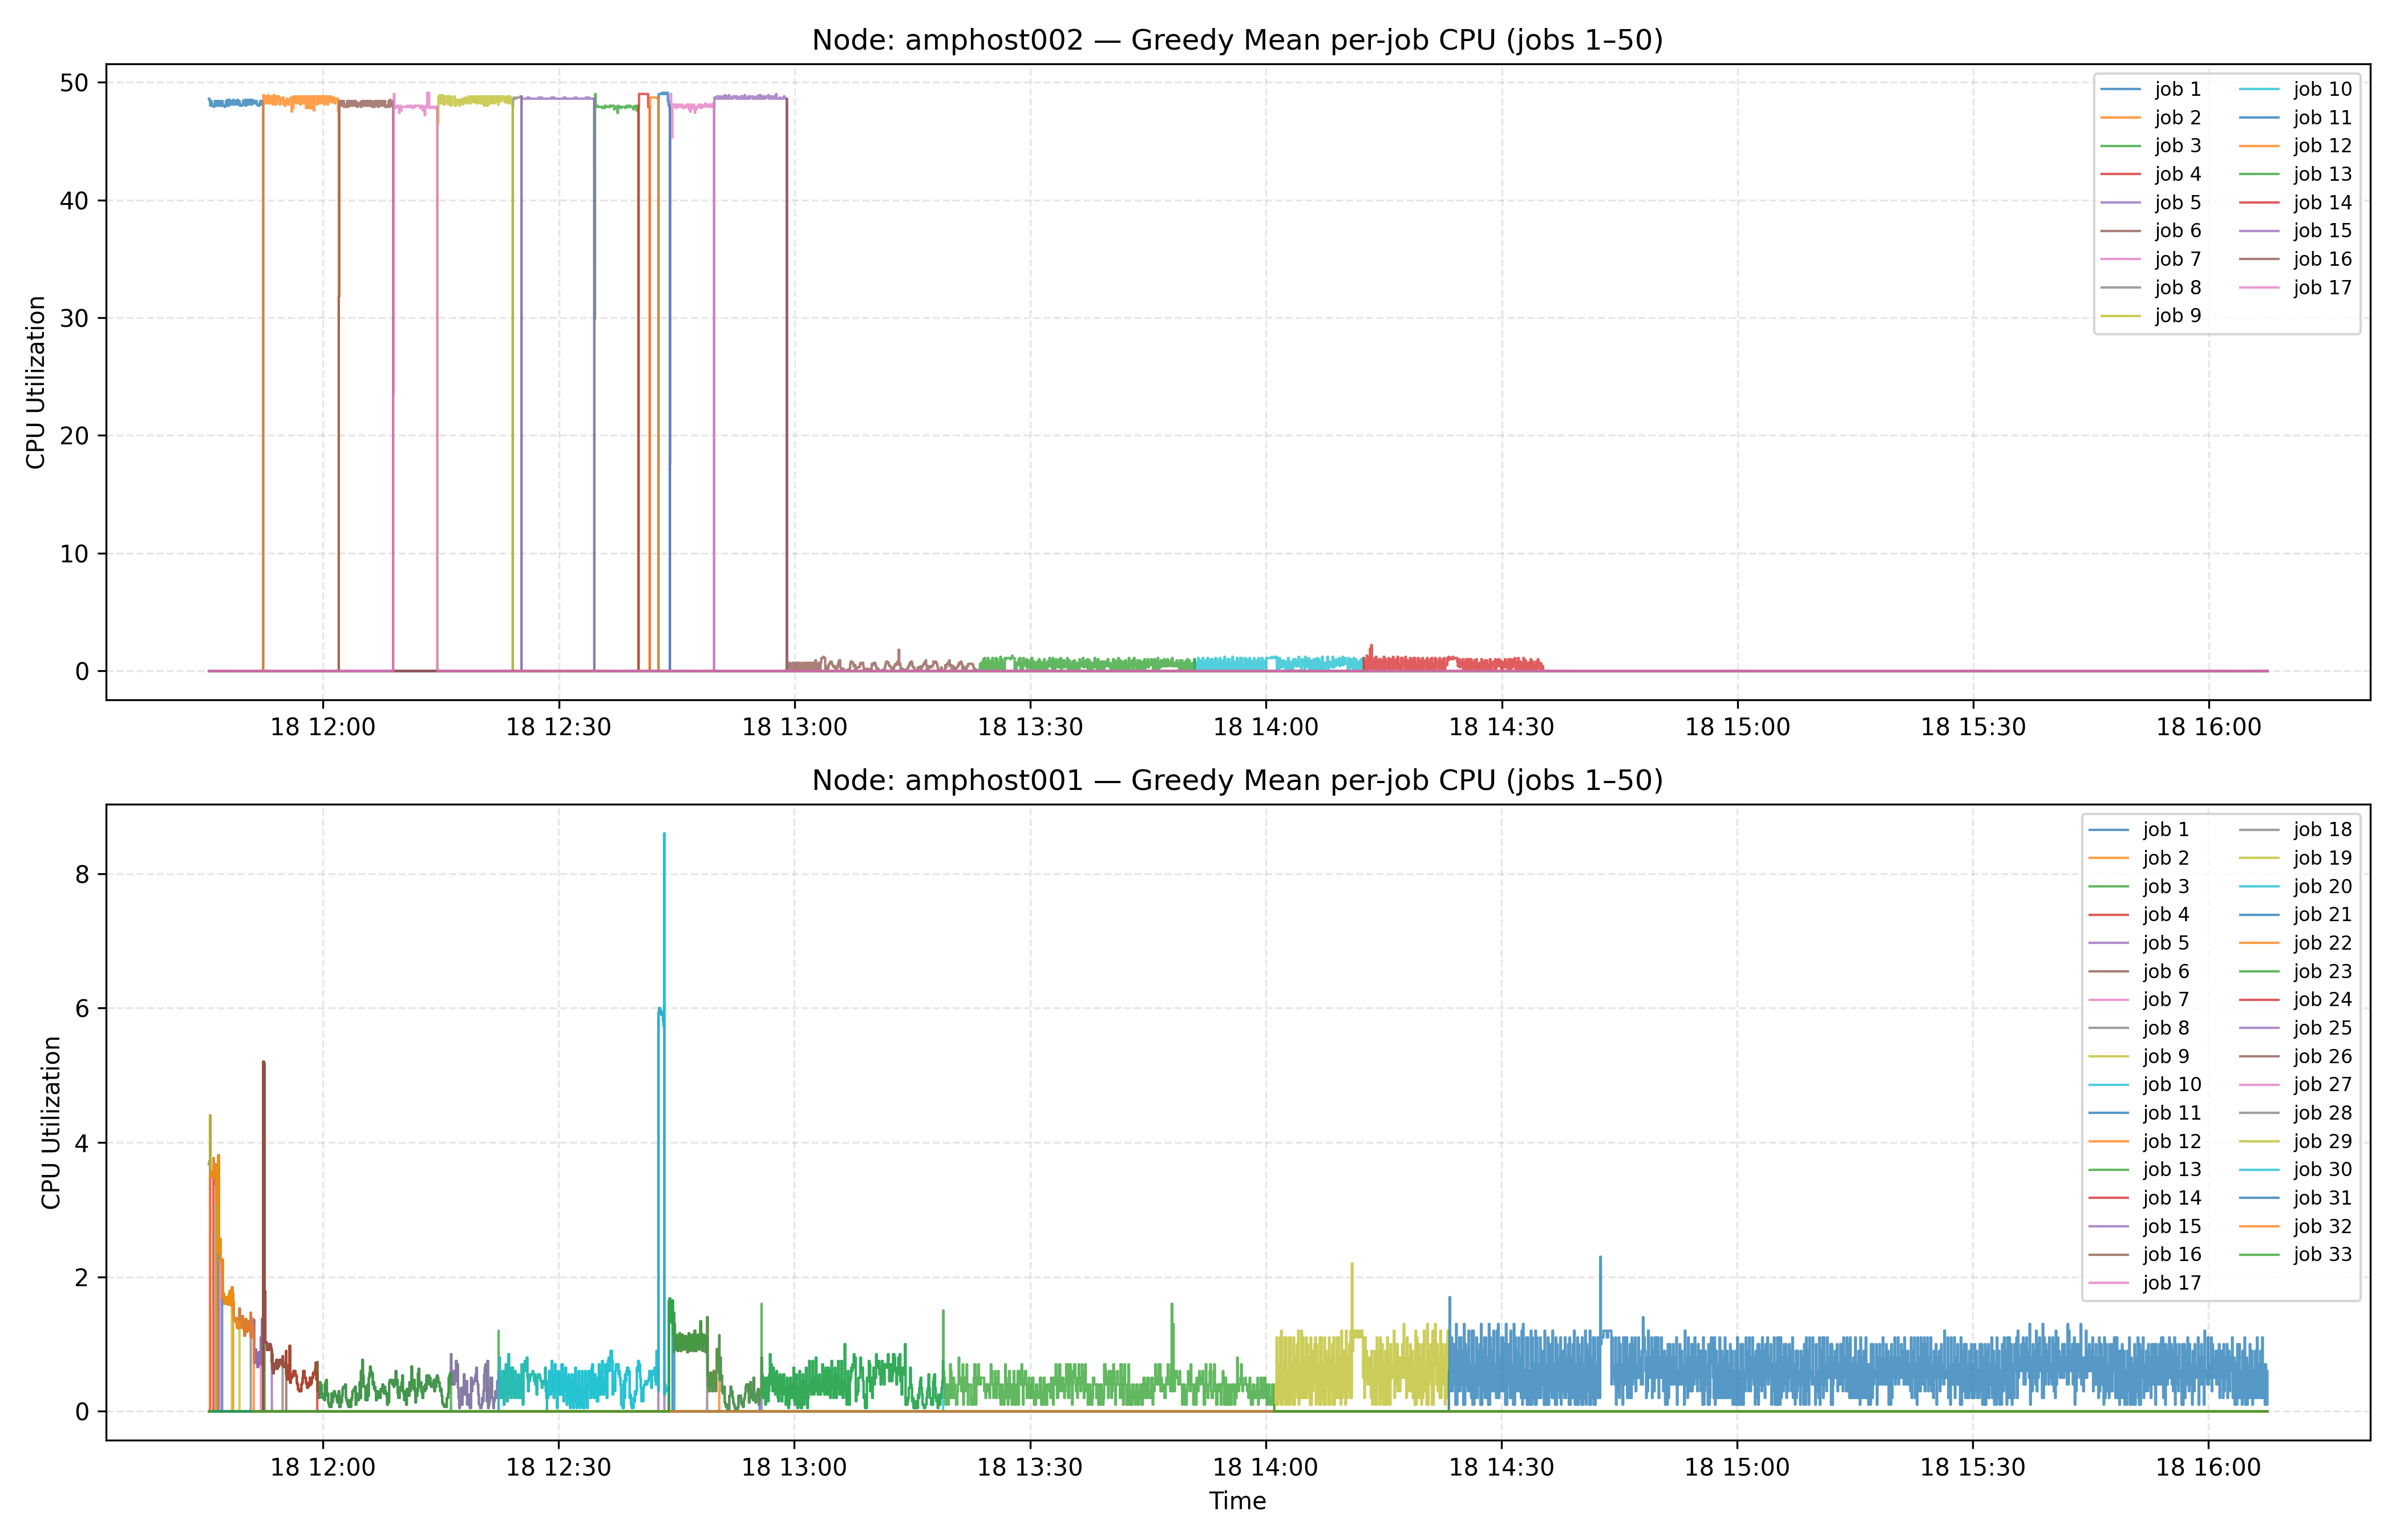 Node: amphost002 — Greedy Mean per-job CPU (jobs 1–50)
CPU Utilization
50
40
30
20
10
0
18 12:00
18 12:30
18 13:00
18 13:30
18 14:00
18 14:30
18 15:00
18 15:30
18 16:00
job 1
job 2
job 3
job 4
job 5
job 6
job 7
job 8
job 9
job 10
job 11
job 12
job 13
job 14
job 15
job 16
job 17
Node: amphost001 — Greedy Mean per-job CPU (jobs 1–50)
CPU Utilization
8
6
4
2
0
18 12:00
18 12:30
18 13:00
18 13:30
18 14:00
18 14:30
18 15:00
18 15:30
18 16:00
Time
job 1
job 2
job 3
job 4
job 5
job 6
job 7
job 8
job 9
job 10
job 11
job 12
job 13
job 14
job 15
job 16
job 17
job 18
job 19
job 20
job 21
job 22
job 23
job 24
job 25
job 26
job 27
job 28
job 29
job 30
job 31
job 32
job 33